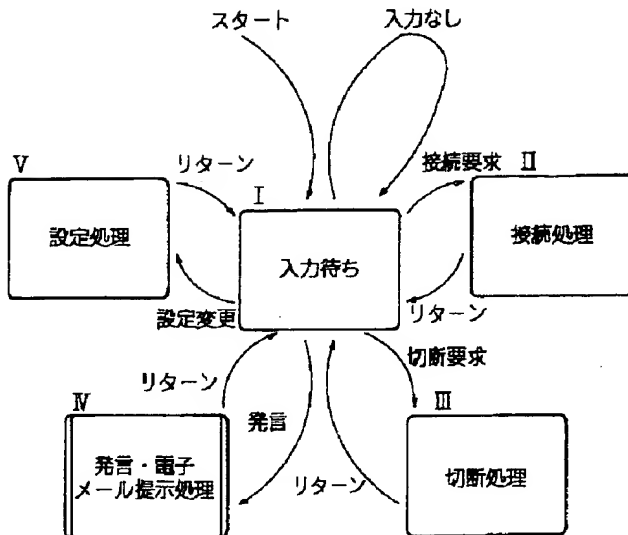 スタート
入力なし
V
リターン
I
接続要求
II
設定処理
入力待ち
接続処理
設定変更
リターン
リターン
切断要求
IV
発言
III
発言・電子
メール提示処理
リターン
切断処理